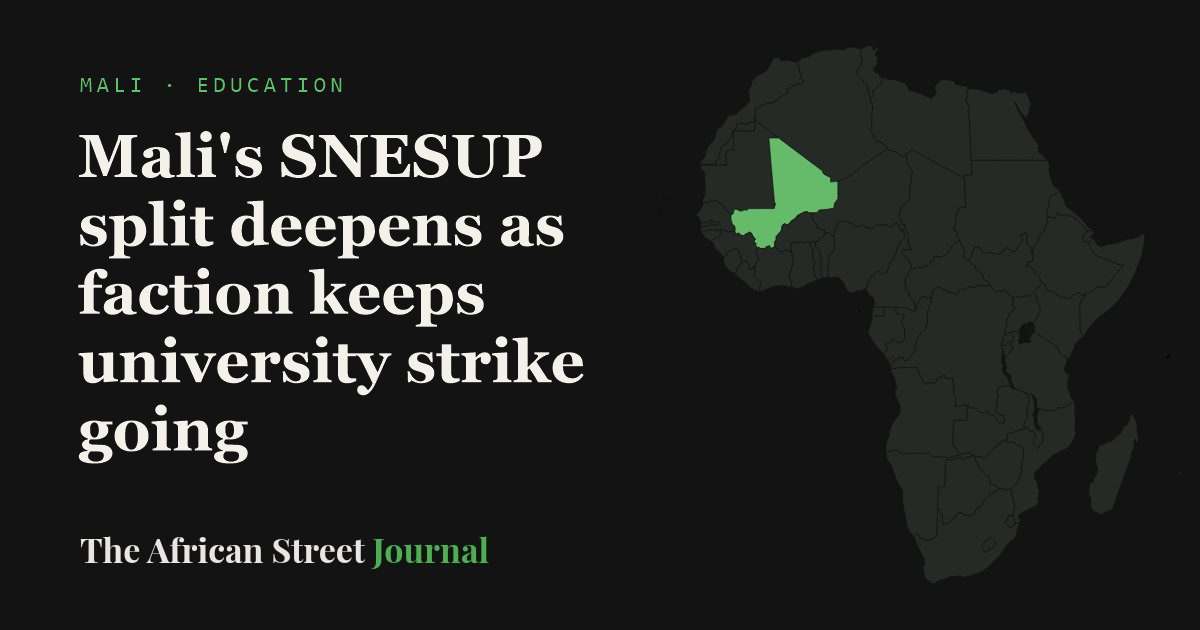 MALI · EDUCATION
Mali's SNESUP
split deepens as
faction keeps
university strike
going
The African Street Journal